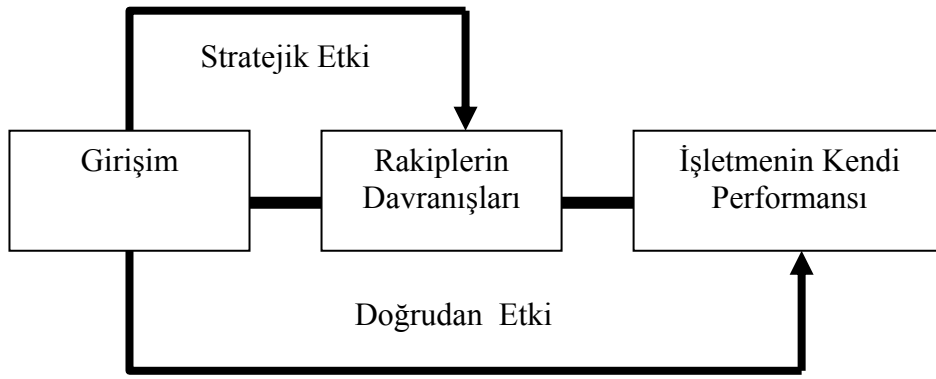 Stratejik Etki
Girişim
Rakiplerin
Davranışları
İşletmenin Kendi
Performansı
Doğrudan Etki